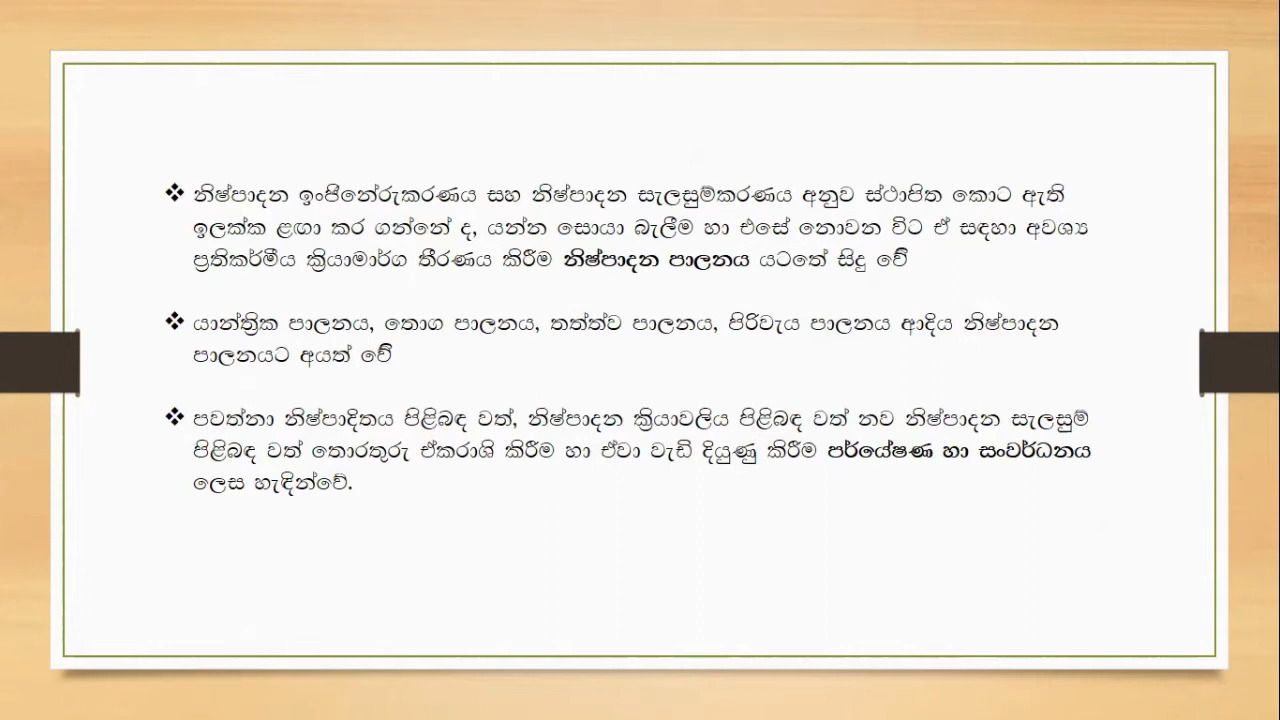 ❖ නිෂ්පාදන ඉංජිනේරුකරණය සහ නිෂ්පාදන සැලසුම්කරණය අනුව ස්ථාපිත කොට ඇති
ඉලක්ක ළඟා කර ගන්නේ ද, යන්න සොයා බැලීම හා එසේ නොවන විට ඒ සඳහා අවශ්‍ය
ප්‍රතිකර්මීය ක්‍රියාමාර්ග තීරණය කිරීම නිෂ්පාදන පාලනය යටතේ සිදු වේ
❖ යාන්ත්‍රික පාලනය, තොග පාලනය, තත්ත්ව පාලනය, පිරිවැය පාලනය ආදිය නිෂ්පාදන
පාලනයට අයත් වේ
❖ පවත්නා නිෂ්පාදිතය පිළිබඳ වත්, නිෂ්පාදන ක්‍රියාවලිය පිළිබඳ වත් නව නිෂ්පාදන සැලසුම්
පිළිබඳ වත් තොරතුරු ඒකරාශි කිරීම හා ඒවා වැඩි දියුණු කිරීම පර්යේෂණ හා සංවර්ධනය
ලෙස හැඳින්වේ.